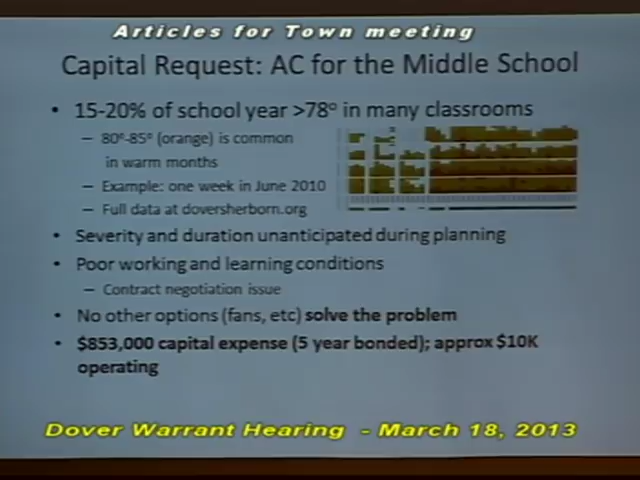 Articles for Town meeting
Capital Request: AC for the Middle School
• 15-20% of school year >78° in many classrooms
– 80°-85° (orange) is common
in warm months
– Example: one week in June 2010
– Full data at doversherborn.org
• Severity and duration unanticipated during planning
• Poor working and learning conditions
– Contract negotiation issue
• No other options (fans, etc) solve the problem
• $853,000 capital expense (5 year bonded); approx $10K
operating
Dover Warrant Hearing - March 18, 2013